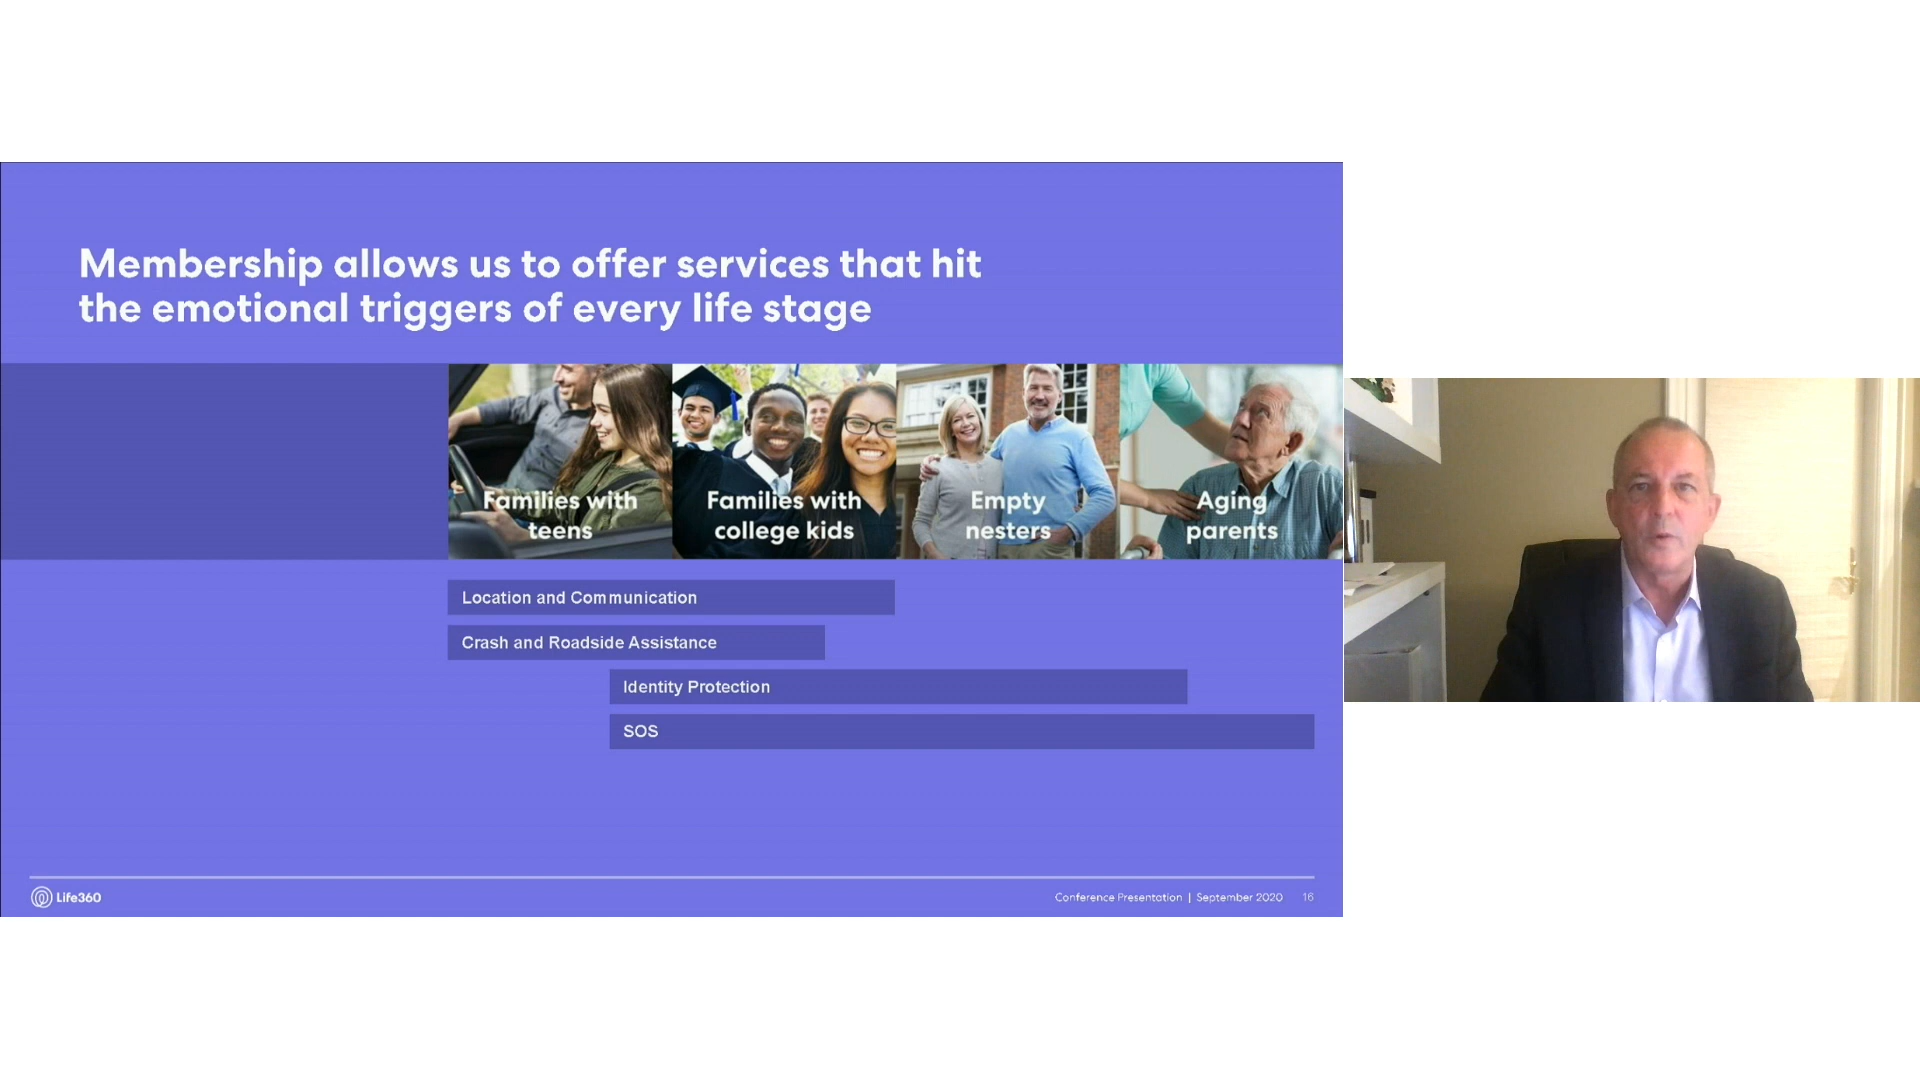 Membership allows us to offer services that hit
the emotional triggers of every life stage
Families with
teens
Families with
college kids
Empty
nesters
Aging
parents
Location and Communication
Crash and Roadside Assistance
Identity Protection
SOS
Life360
Conference Presentation | September 2020 16